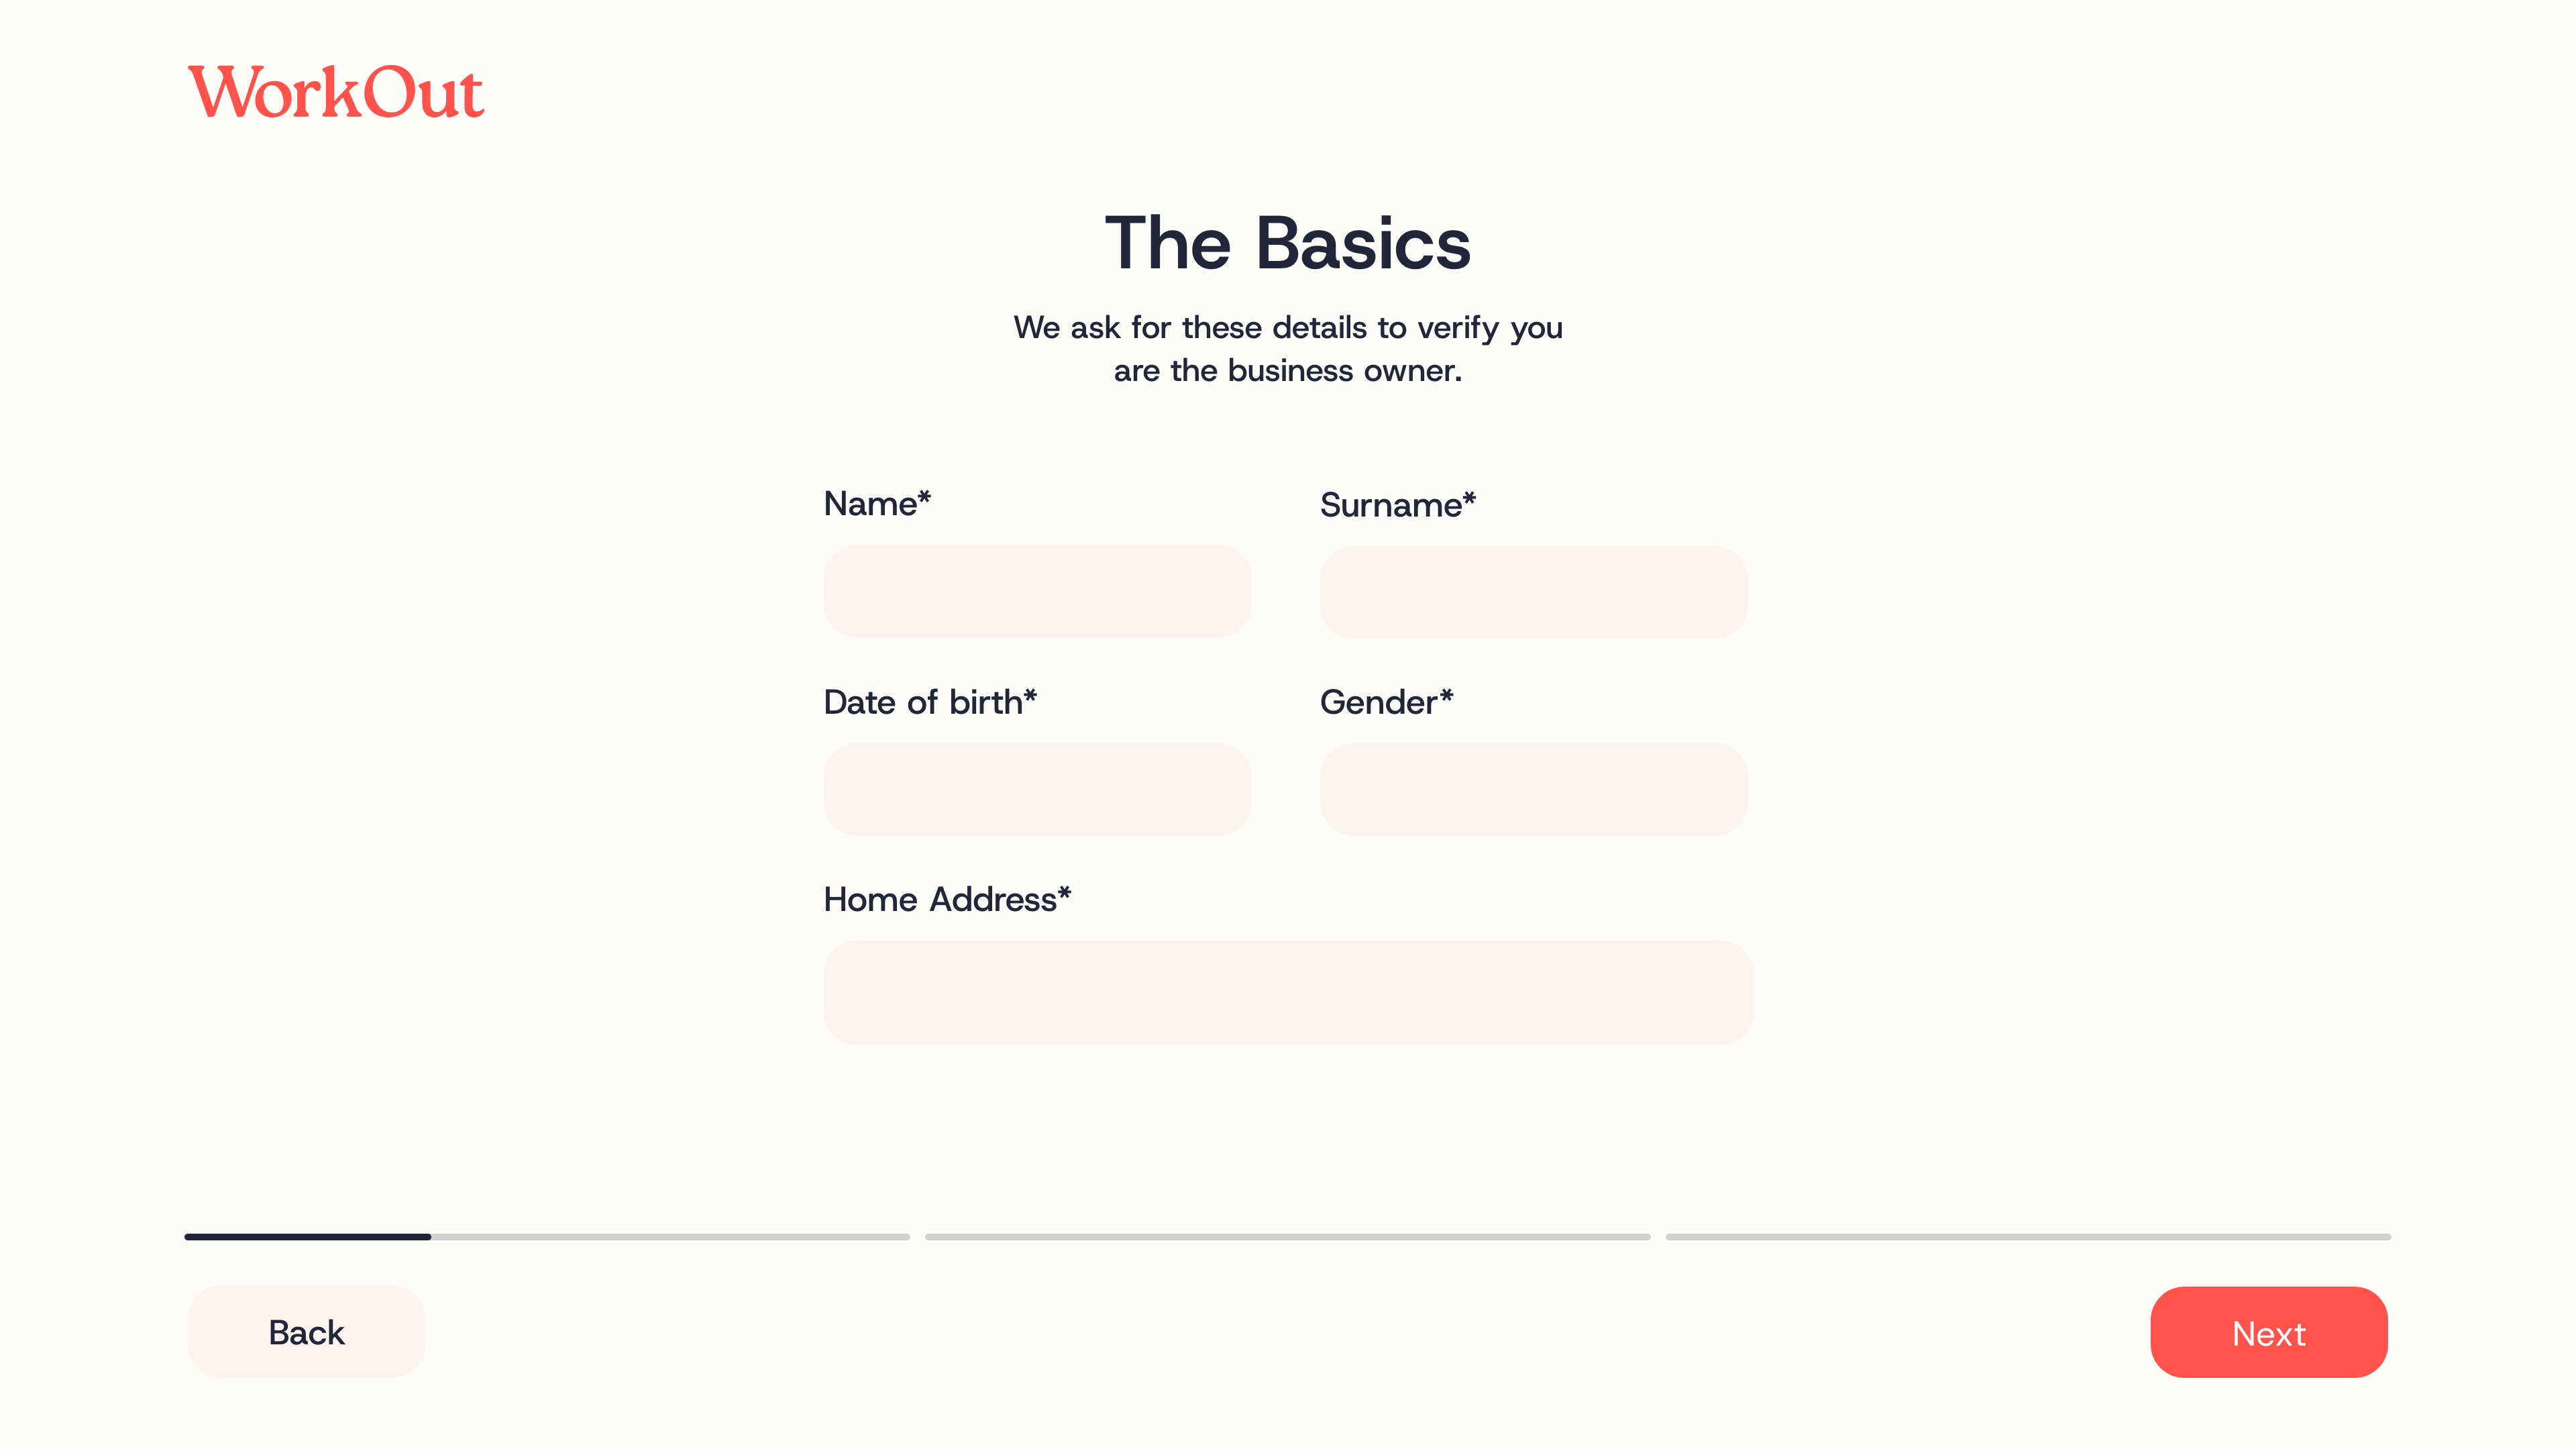 WorkOut
The Basics
We ask for these details to verify you
are the business owner.
Name*
Surname*
Date of birth*
Gender*
Home Address*
Back
Next